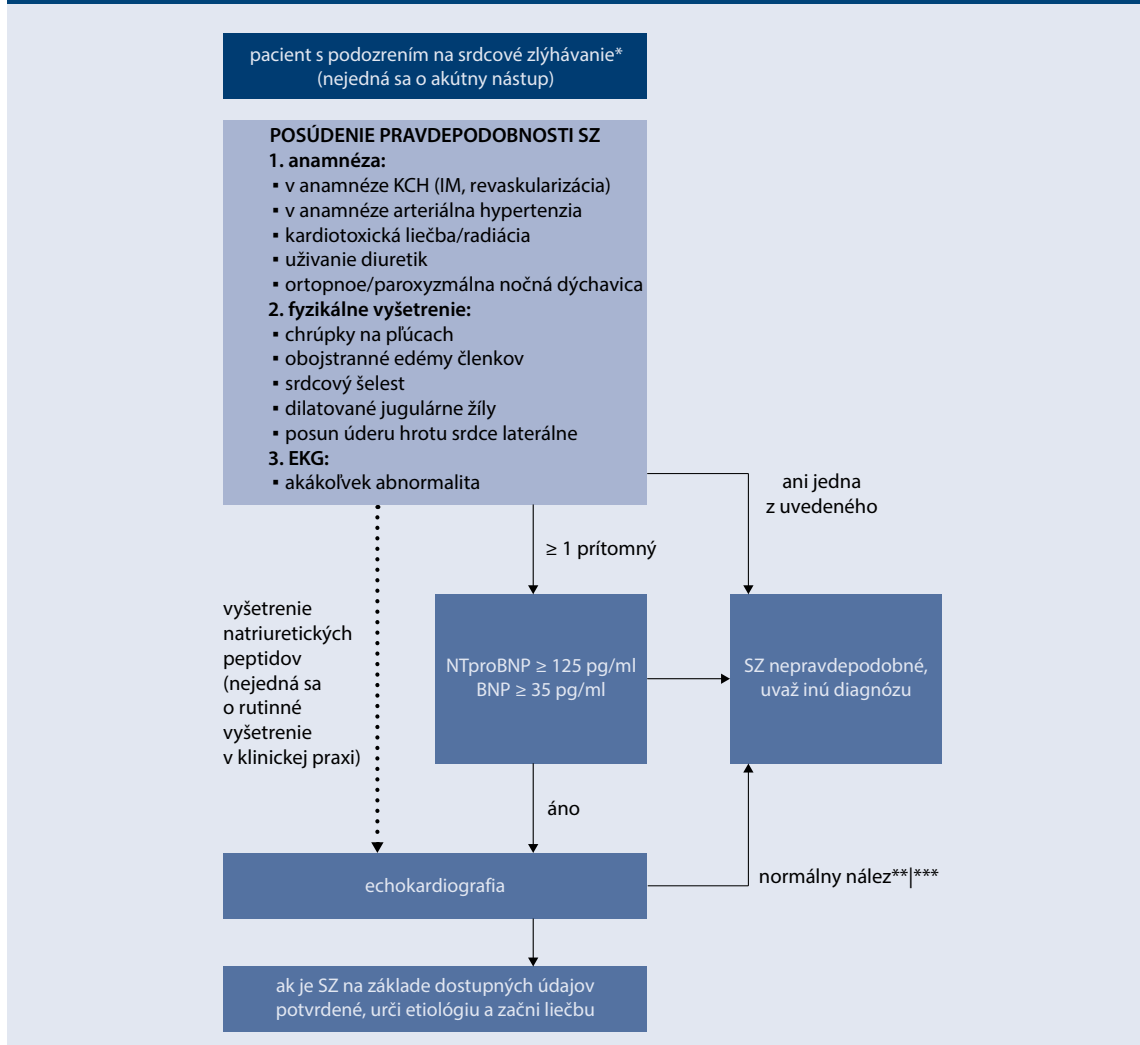 pacient s podozrením na srdcové zlýhávanie*
(nejedná sa o akútny nástup)
POSÚDENIE PRAVDEPODOBNOSTI SZ
1. anamnéza:
▪ v anamnéze KCH (IM, revaskularizácia)
▪ v anamnéze arteriálna hypertenzia
▪ kardiotoxická liečba/radiácia
▪ uživanie diuretik
▪ ortopnoe/paroxyzmálna nočná dýchavica
2. fyzikálne vyšetrenie:
▪ chrúpky na pľúcach
▪ obojstranné edémy členkov
▪ srdcový šelest
▪ dilatované jugulárne žíly
▪ posun úderu hrotu srdce laterálne
3. EKG:
▪ akákoľvek abnormalita
ani jedna
z uvedeného
≥ 1 prítomný
vyšetrenie
natriuretických
peptidov
(nejedná sa
o rutinné
vyšetrenie
v klinickej praxi)
NTproBNP ≥ 125 pg/ml
BNP ≥ 35 pg/ml
SZ nepravdepodobné,
uvaž inú diagnózu
áno
echokardiografia
normálny nález**|***
ak je SZ na základe dostupných údajov
potvrdené, urči etiológiu a začni liečbu